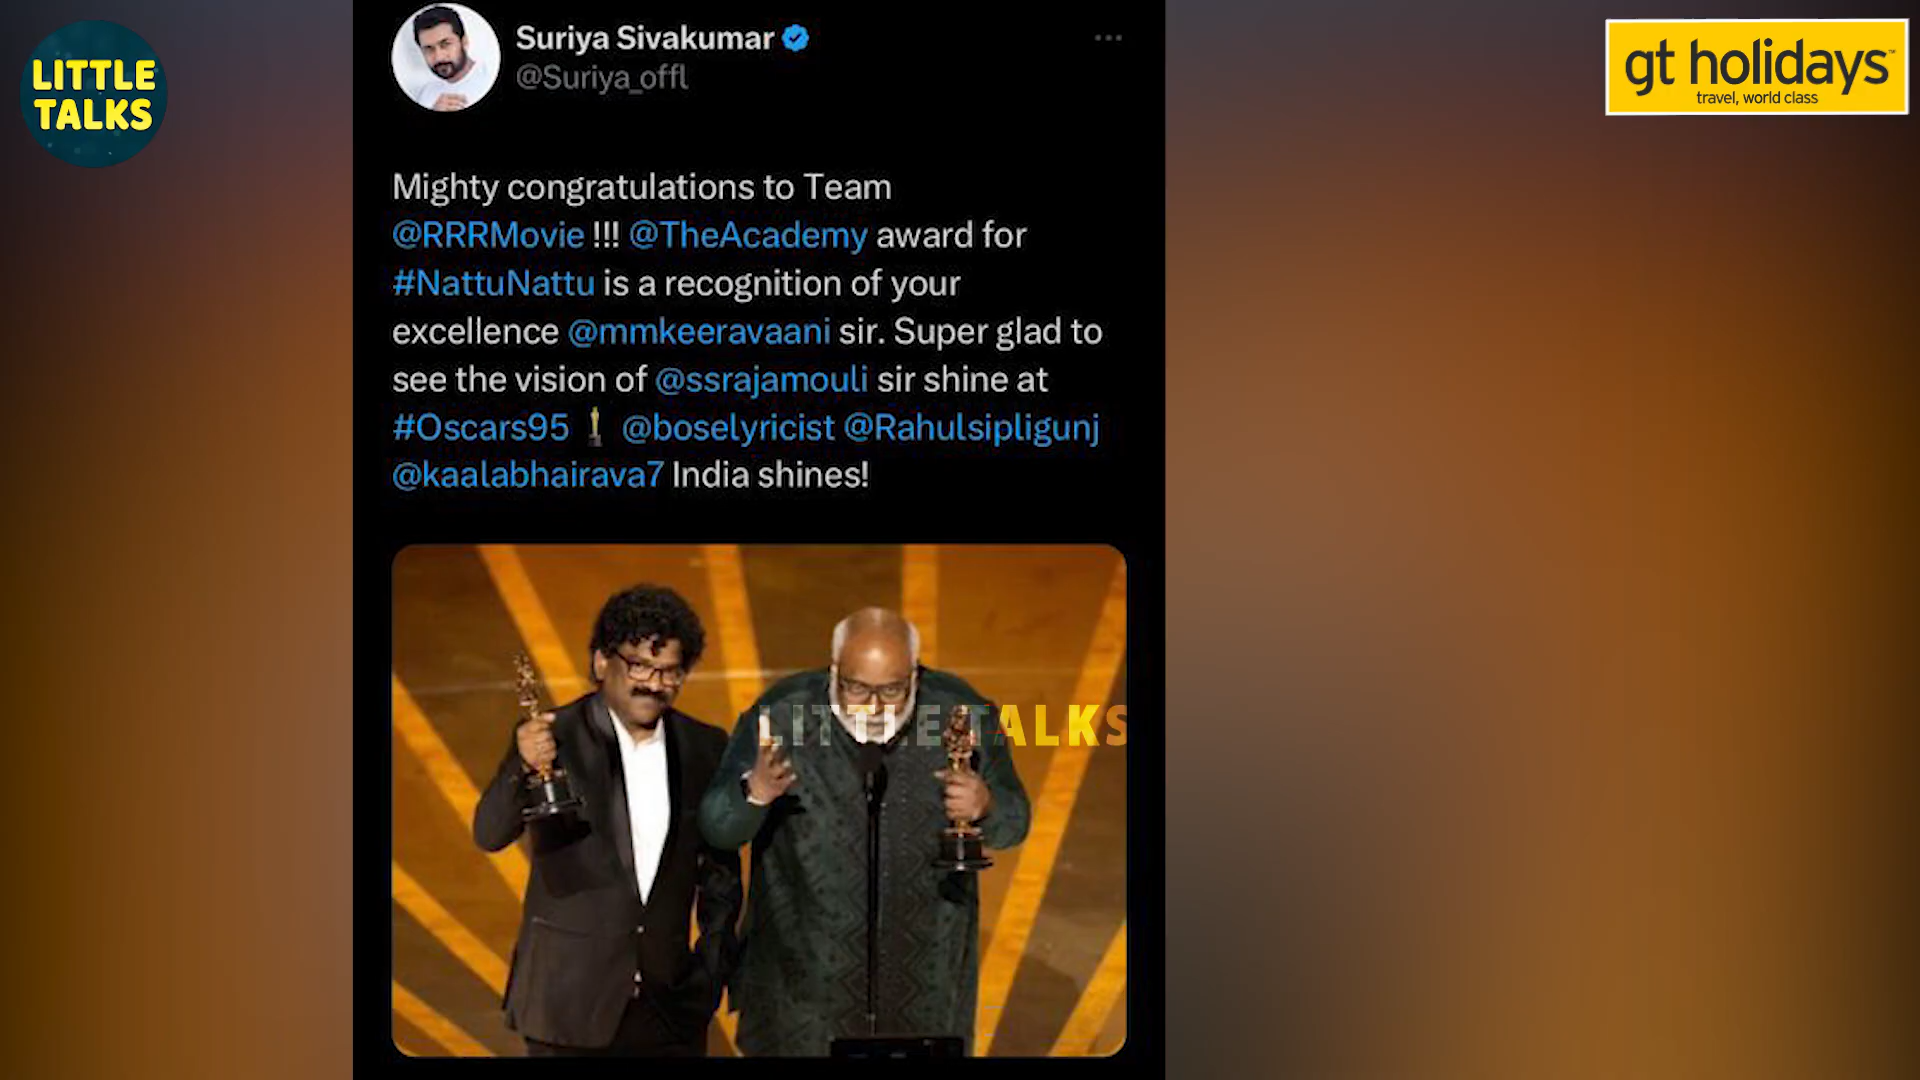 LITTLE
TALKS
Suriya Sivakumar
@Suriya_offl
gt holidays™
travel, world class
Mighty congratulations to Team
@RRRMovie !!! @TheAcademy award for
#NattuNattu is a recognition of your
excellence @mmkeeravaani sir. Super glad to
see the vision of @ssrajamouli sir shine at
#Oscars95 @boselyricist @Rahulsipligunj
@kaalabhairava7 India shines!
LITTLE TALKS